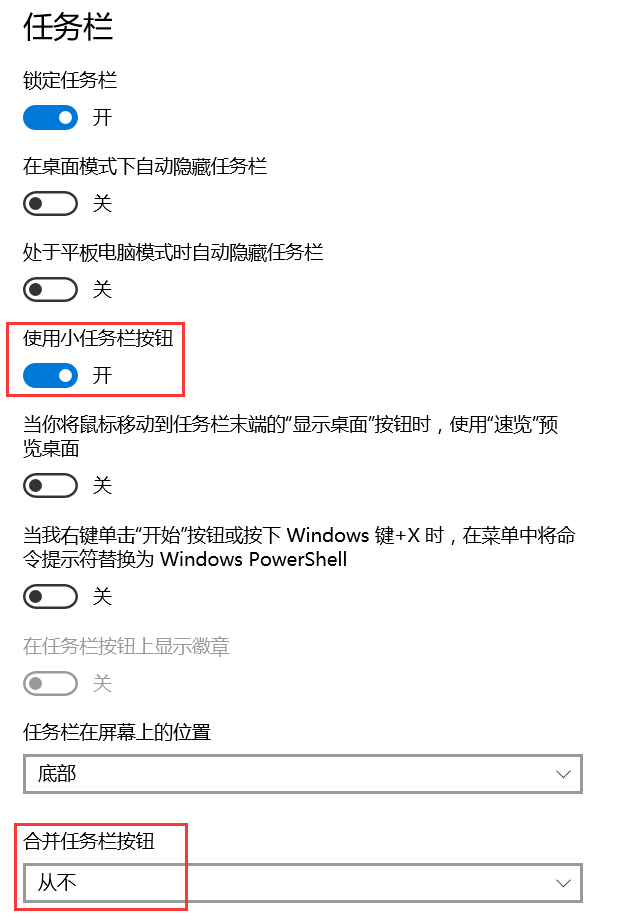 任务栏
锁定任务栏
开
在桌面模式下自动隐藏任务栏
关
处于平板电脑模式时自动隐藏任务栏
关
使用小任务栏按钮
开
当你将鼠标移动到任务栏末端的“显示桌面”按钮时，使用“速览”预
览桌面
关
当我右键单击“开始”按钮或按下 Windows 键+X 时，在菜单中将命
令提示符替换为 Windows PowerShell
关
在任务栏按钮上显示徽章
关
任务栏在屏幕上的位置
底部
合并任务栏按钮
从不